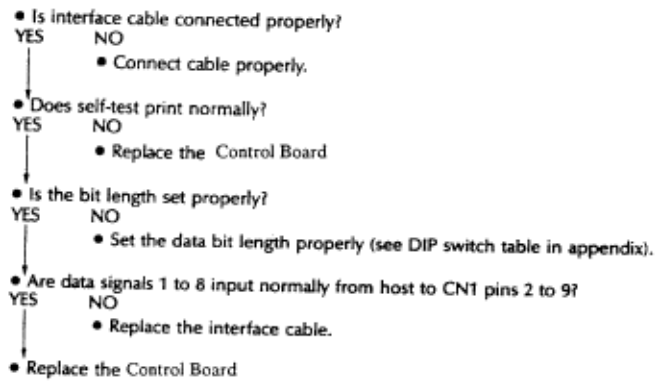 • Is interface cable connected properly?
YES NO
• Connect cable properly.
• Does self-test print normally?
YES NO
• Replace the Control Board
• Is the bit length set properly?
YES NO
• Set the data bit length properly (see DIP switch table in appendix).
• Are data signals 1 to 8 input normally from host to CN1 pins 2 to 9?
YES NO
• Replace the interface cable.
• Replace the Control Board